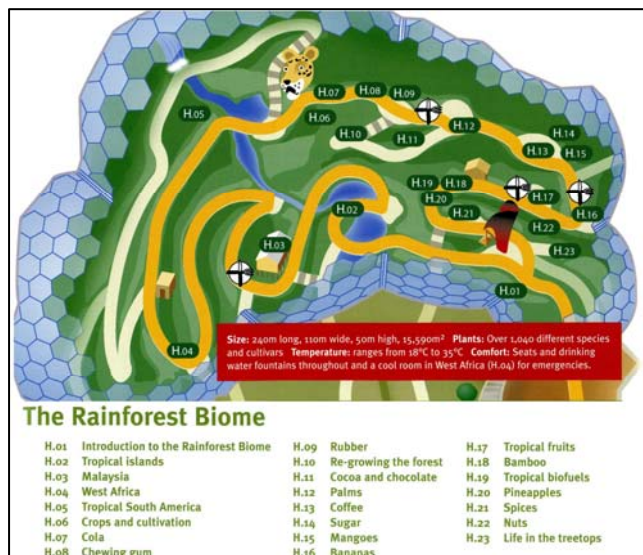 H.05
H.07
H.08
H.09
H.06
H.10
H.11
H.12
H.14
H.13
H.15
H.19
H.18
H.17
H.20
H.16
H.02
H.21
H.22
H.03
H.23
H.01
H.04
Size: 240m long, 110m wide, 50m high, 15,590m² Plants: Over 1,040 different species
and cultivars Temperature: ranges from 18°C to 35°C Comfort: Seats and drinking
water fountains throughout and a cool room in West Africa (H.04) for emergencies.
The Rainforest Biome
H.01 Introduction to the Rainforest Biome
H.02 Tropical islands
H.03 Malaysia
H.04 West Africa
H.05 Tropical South America
H.06 Crops and cultivation
H.07 Cola
H.08 Chewing gum
H.09 Rubber
H.10 Re-growing the forest
H.11 Cocoa and chocolate
H.12 Palms
H.13 Coffee
H.14 Sugar
H.15 Mangoes
H.16 Bananas
H.17 Tropical fruits
H.18 Bamboo
H.19 Tropical biofuels
H.20 Pineapples
H.21 Spices
H.22 Nuts
H.23 Life in the treetops